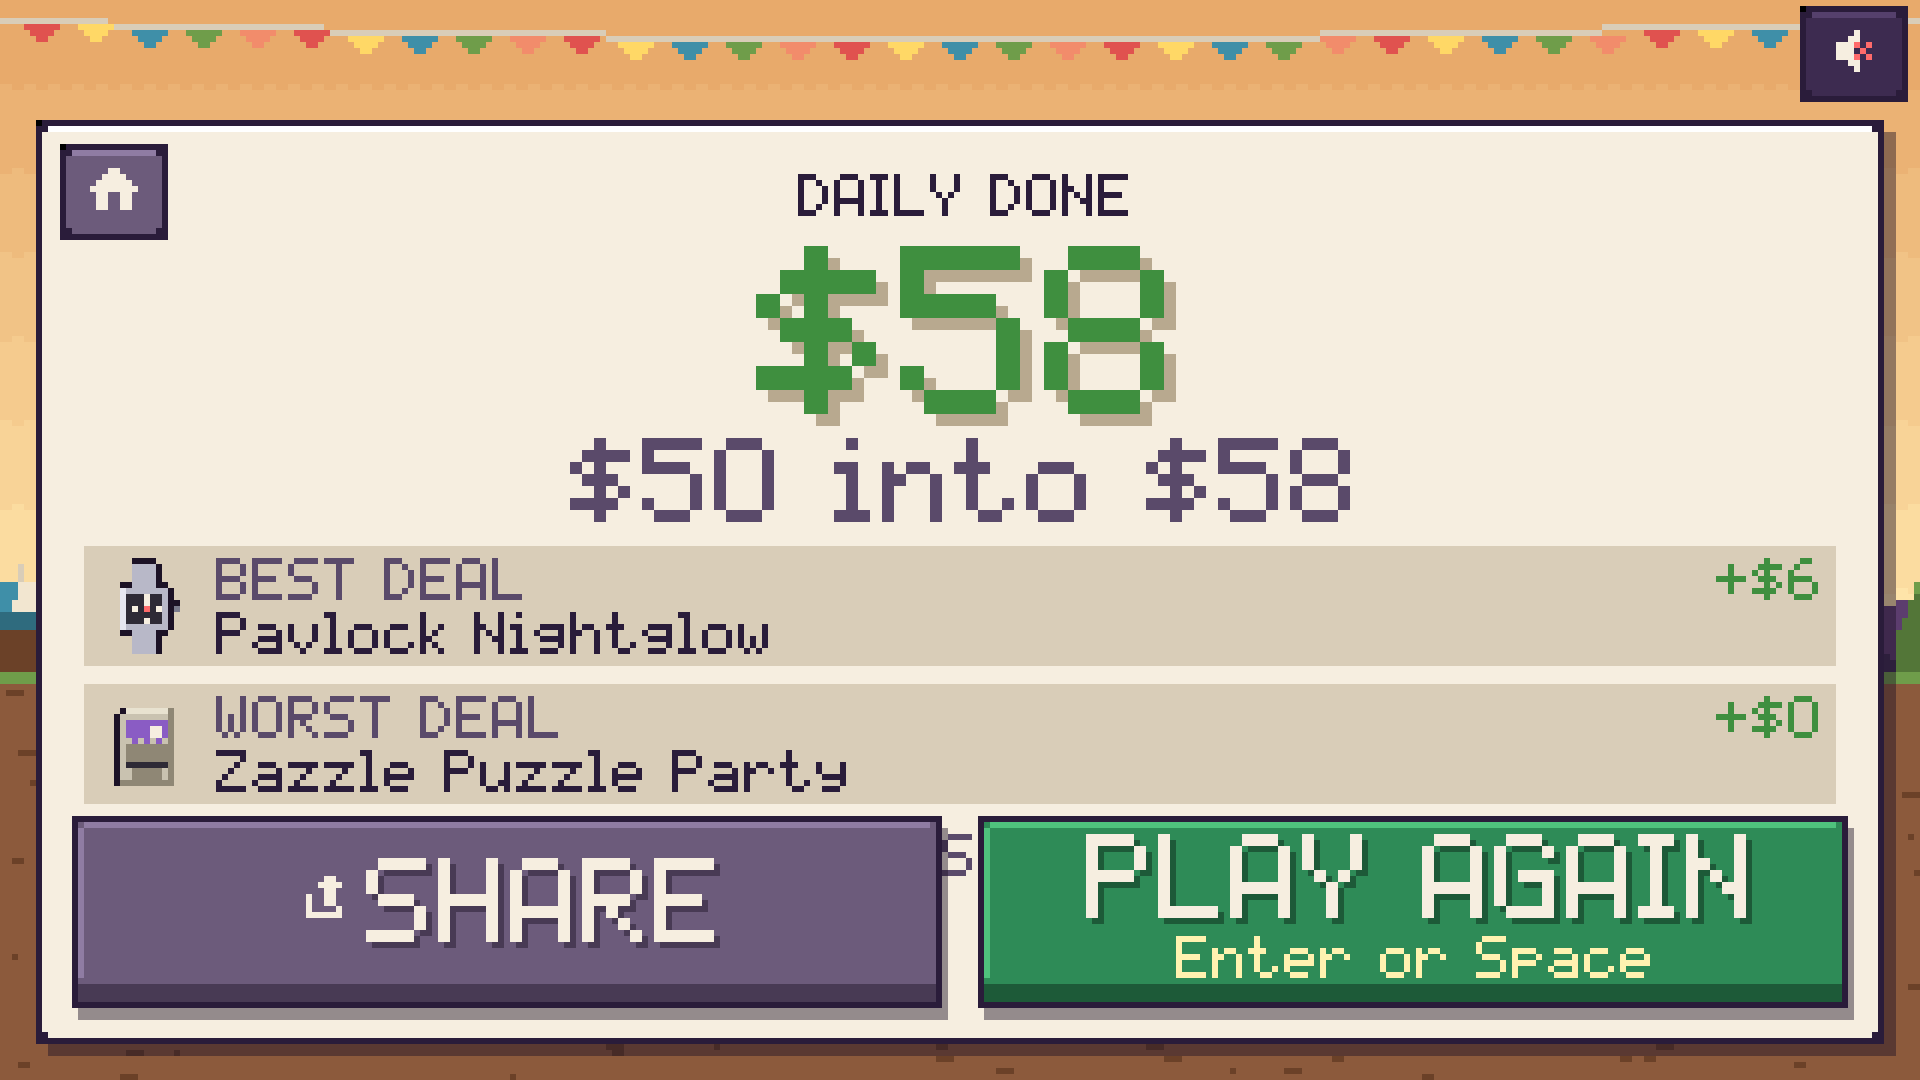 DAILY DONE
$58
$50 into $58
BEST DEAL
+$6
Pavlock Nightglow
WORST DEAL
+$0
Zazzle Puzzle Party
SHARE
PLAY AGAIN
Enter or Space